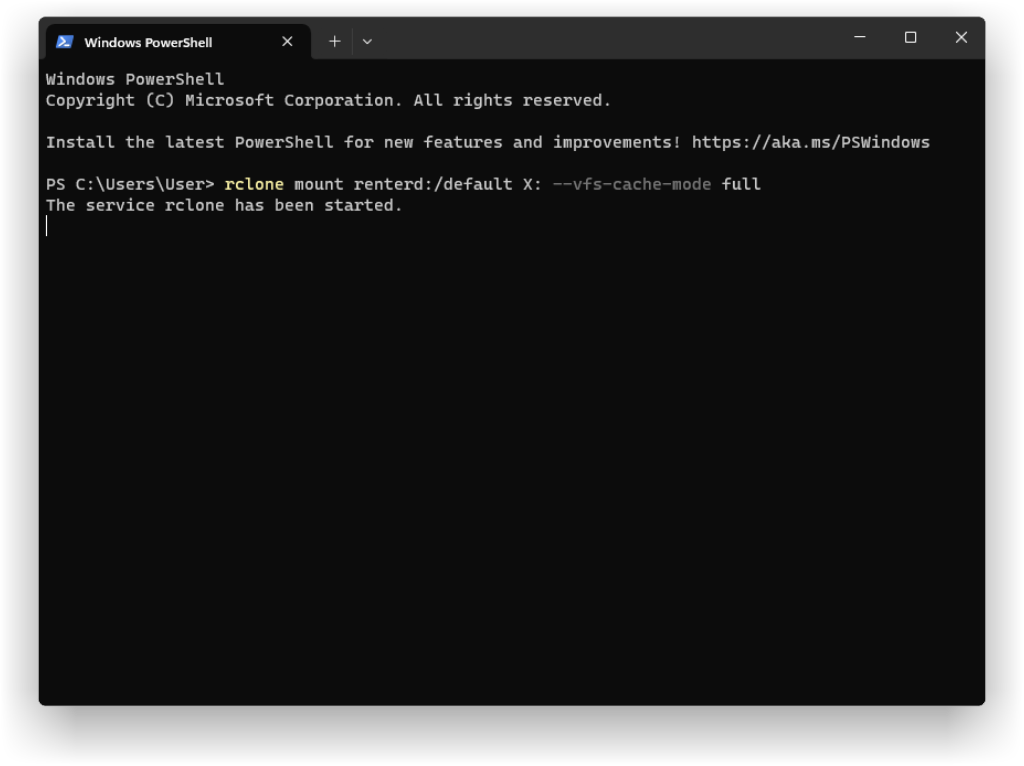 Windows PowerShell
Windows PowerShell
Copyright (C) Microsoft Corporation. All rights reserved.
Install the latest PowerShell for new features and improvements! https://aka.ms/PSWindows
PS C:\Users\User> rclone mount renterd:/default X: --vfs-cache-mode full
The service rclone has been started.